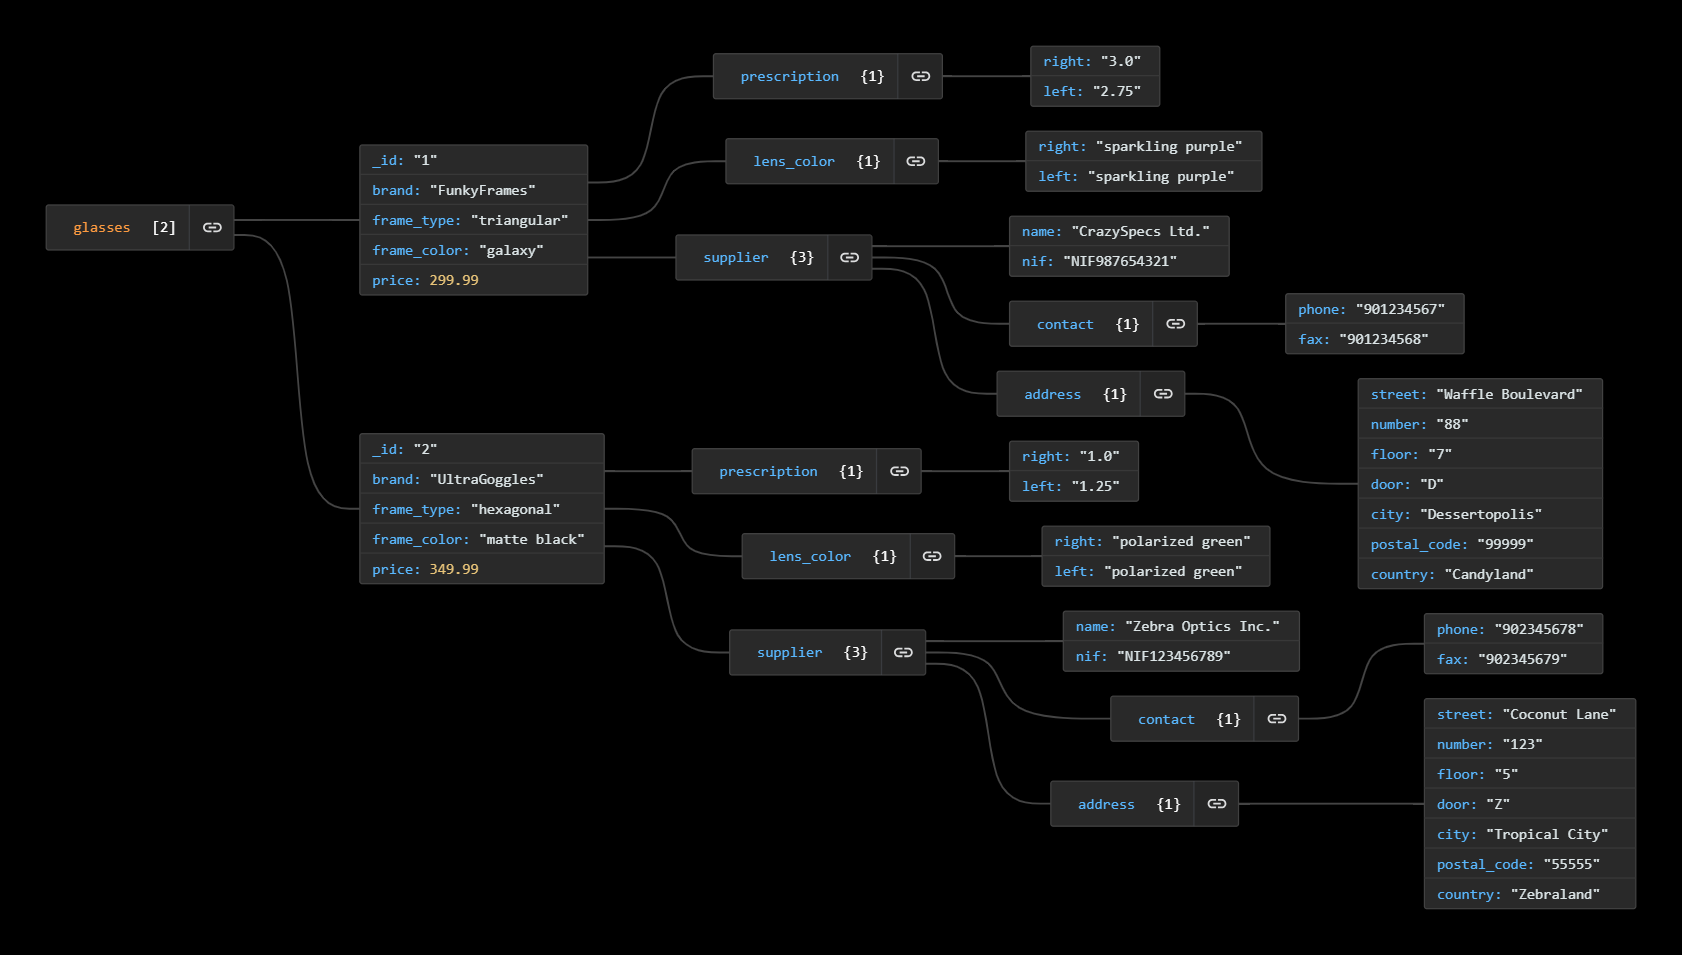 glasses [2]
_id: "1"
brand: "FunkyFrames"
frame_type: "triangular"
frame_color: "galaxy"
price: 299.99
prescription {1}
right: "3.0"
left: "2.75"
lens_color {1}
right: "sparkling purple"
left: "sparkling purple"
supplier {3}
name: "CrazySpecs Ltd."
nif: "NIF987654321"
contact {1}
phone: "901234567"
fax: "901234568"
address {1}
street: "Waffle Boulevard"
number: "88"
floor: "7"
door: "D"
city: "Dessertopolis"
postal_code: "99999"
country: "Candyland"
_id: "2"
brand: "UltraGoggles"
frame_type: "hexagonal"
frame_color: "matte black"
price: 349.99
prescription {1}
right: "1.0"
left: "1.25"
lens_color {1}
right: "polarized green"
left: "polarized green"
supplier {3}
name: "Zebra Optics Inc."
nif: "NIF123456789"
contact {1}
phone: "902345678"
fax: "902345679"
address {1}
street: "Coconut Lane"
number: "123"
floor: "5"
door: "Z"
city: "Tropical City"
postal_code: "55555"
country: "Zebraland"